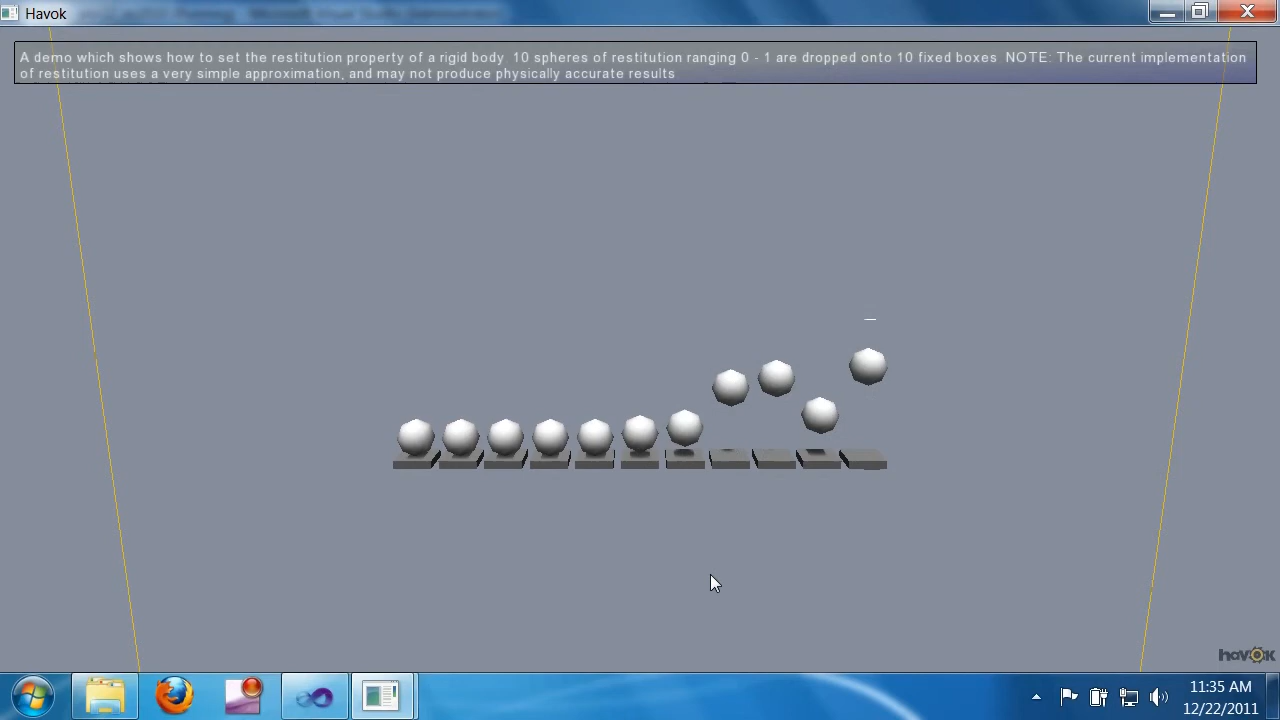 Havok
A demo which shows how to set the restitution property of a rigid body  10 spheres of restitution ranging 0 - 1 are dropped onto 10 fixed boxes  NOTE: The current implementation
of restitution uses a very simple approximation, and may not produce physically accurate results
havok
11:35 AM
12/22/2011